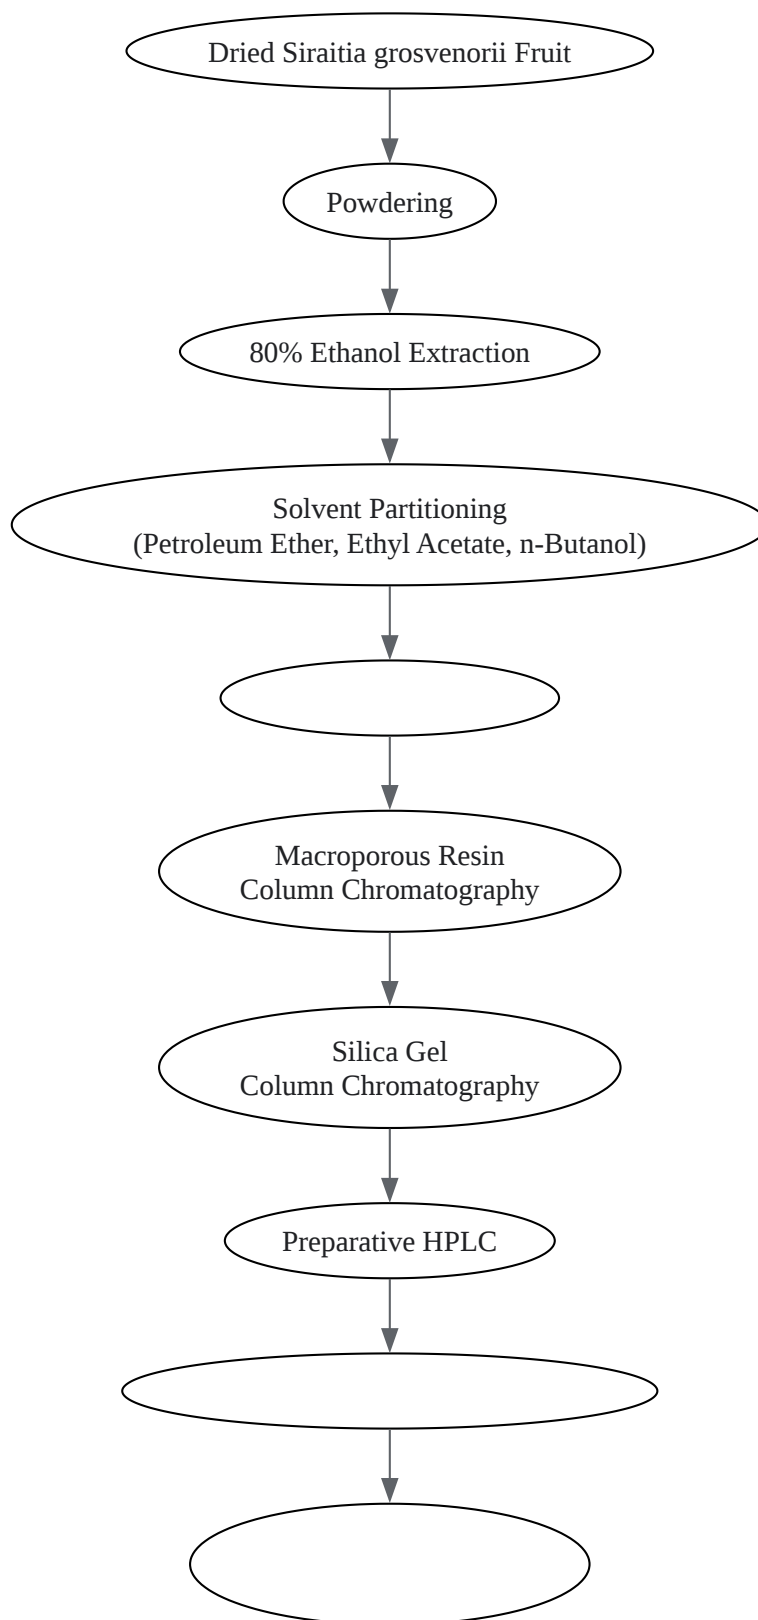 Dried Siraitia grosvenorii Fruit
Powdering
80% Ethanol Extraction
Solvent Partitioning
(Petroleum Ether, Ethyl Acetate, n-Butanol)
Macroporous Resin
Column Chromatography
Silica Gel
Column Chromatography
Preparative HPLC